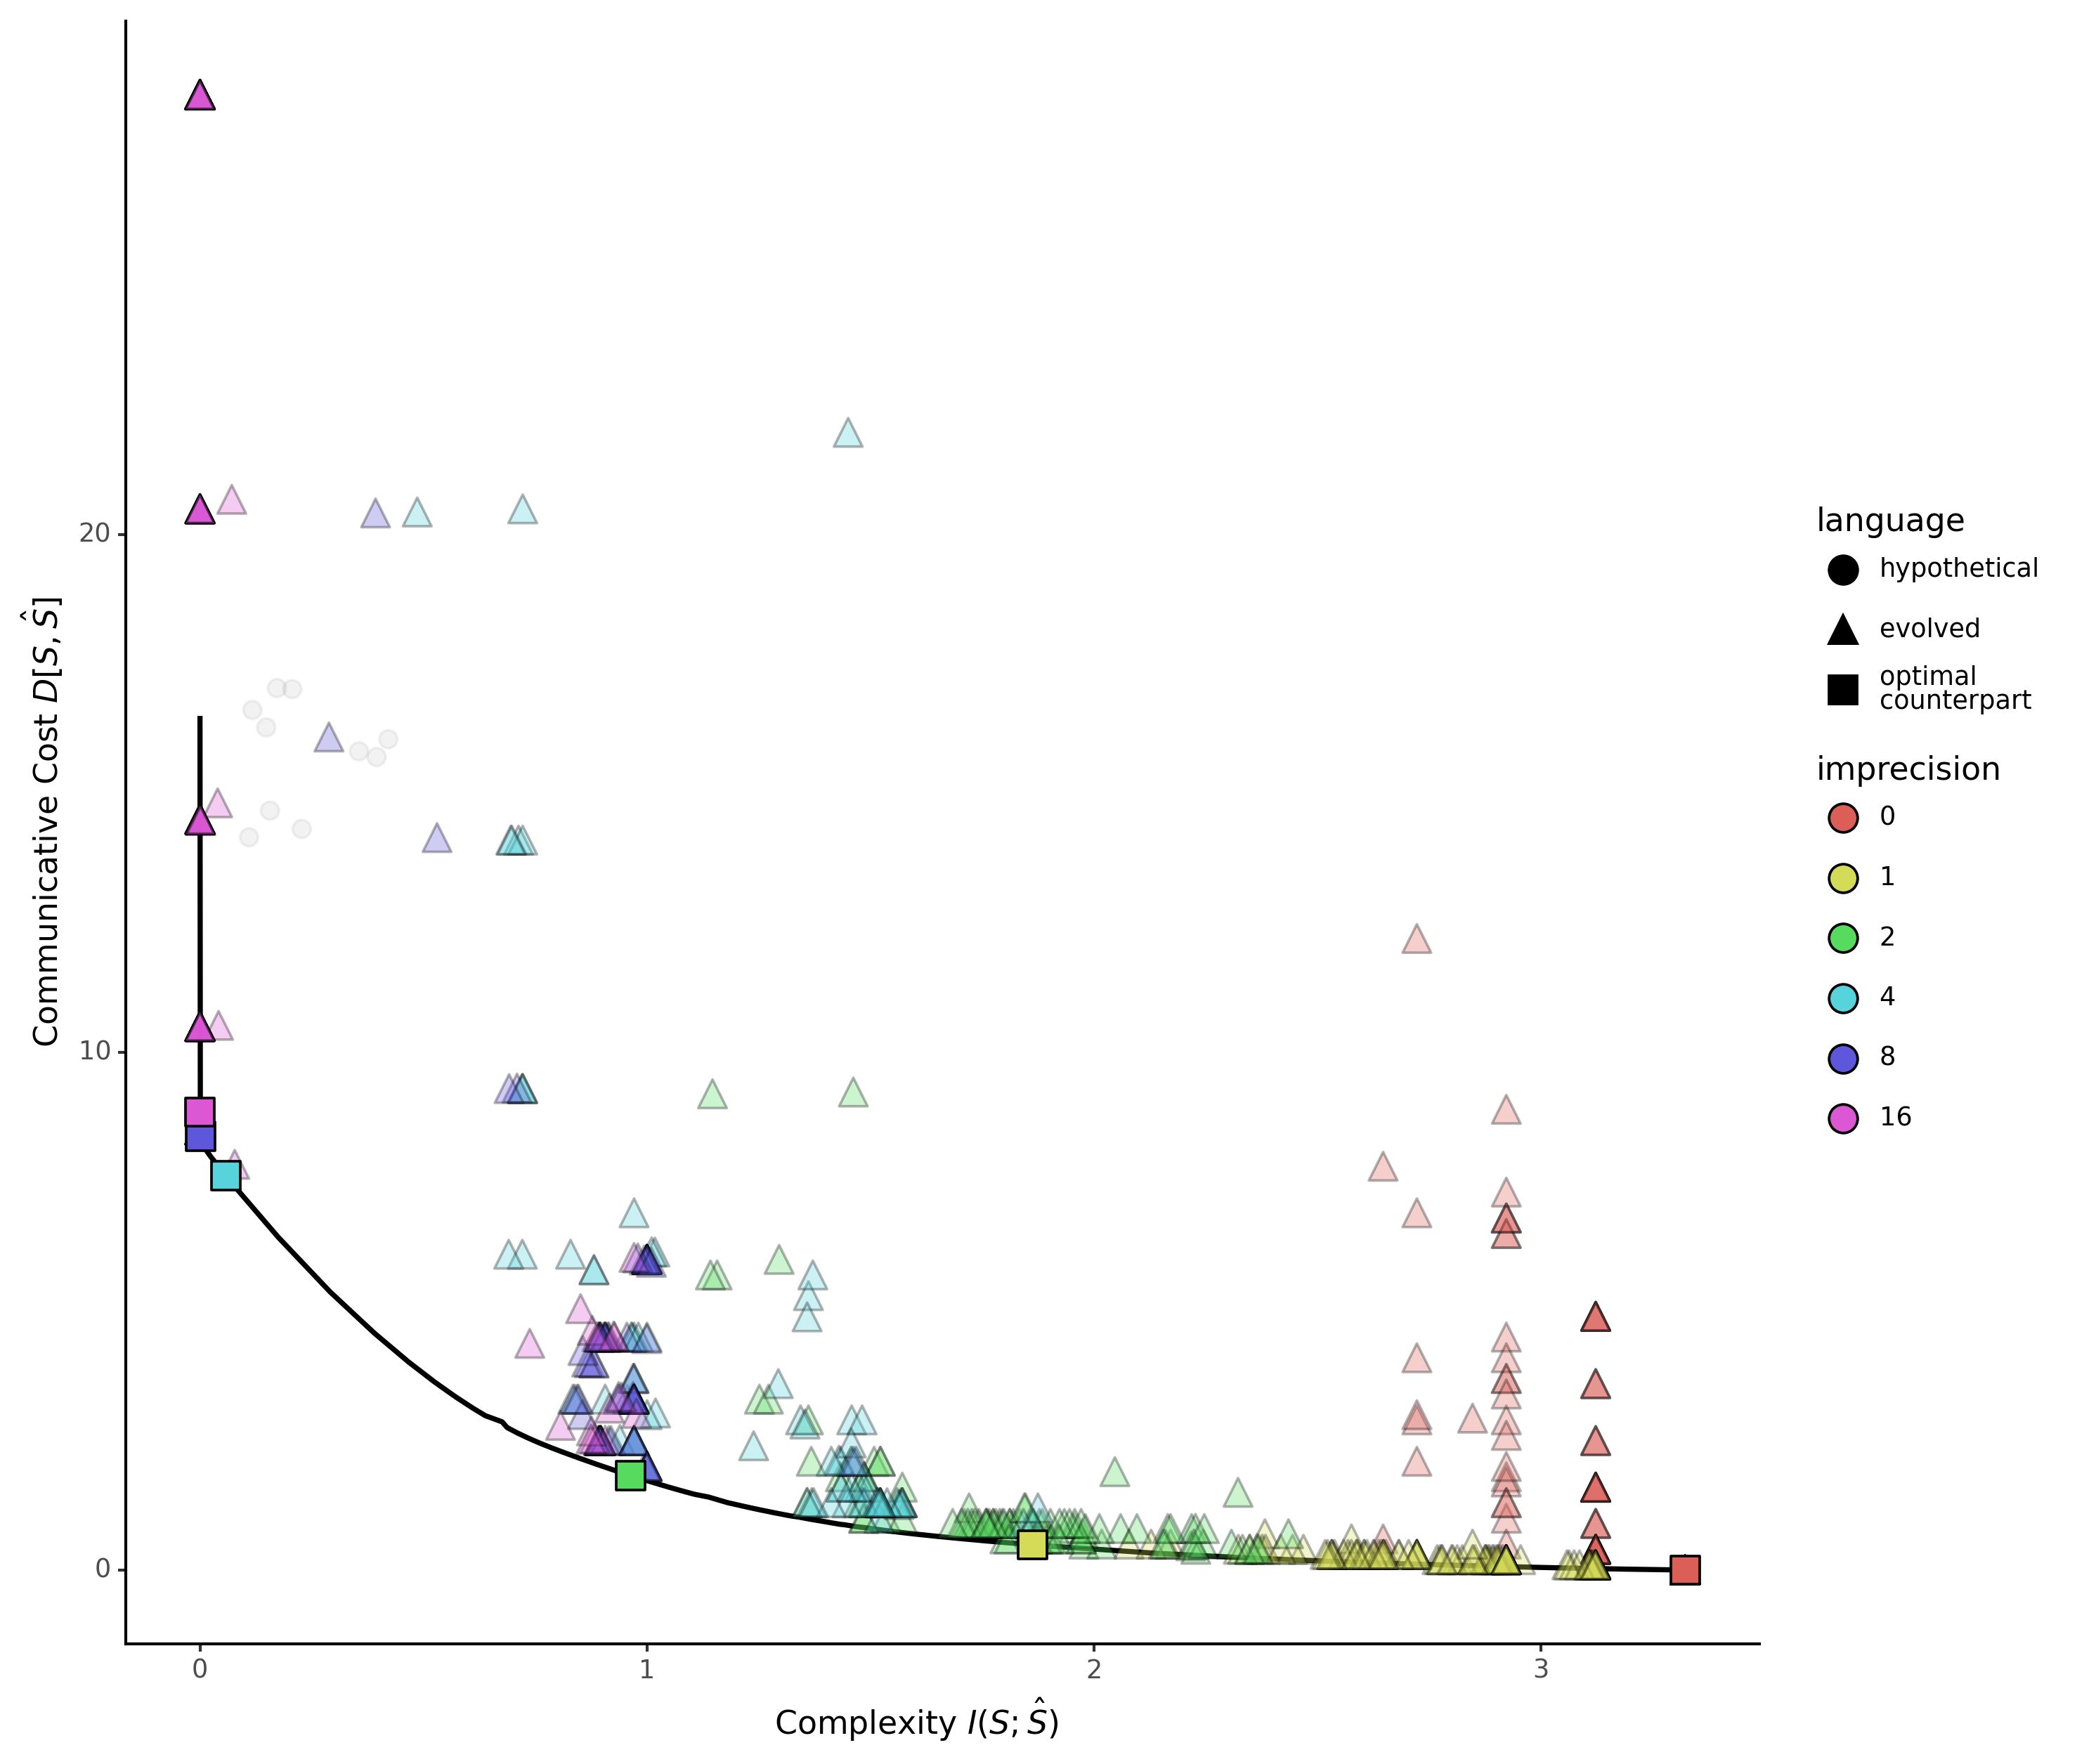 20
10
0
0
1
2
3
Communicative Cost D[S, Ŝ]
Complexity I(S; Ŝ)
language
hypothetical
evolved
optimal
counterpart
imprecision
0
1
2
4
8
16